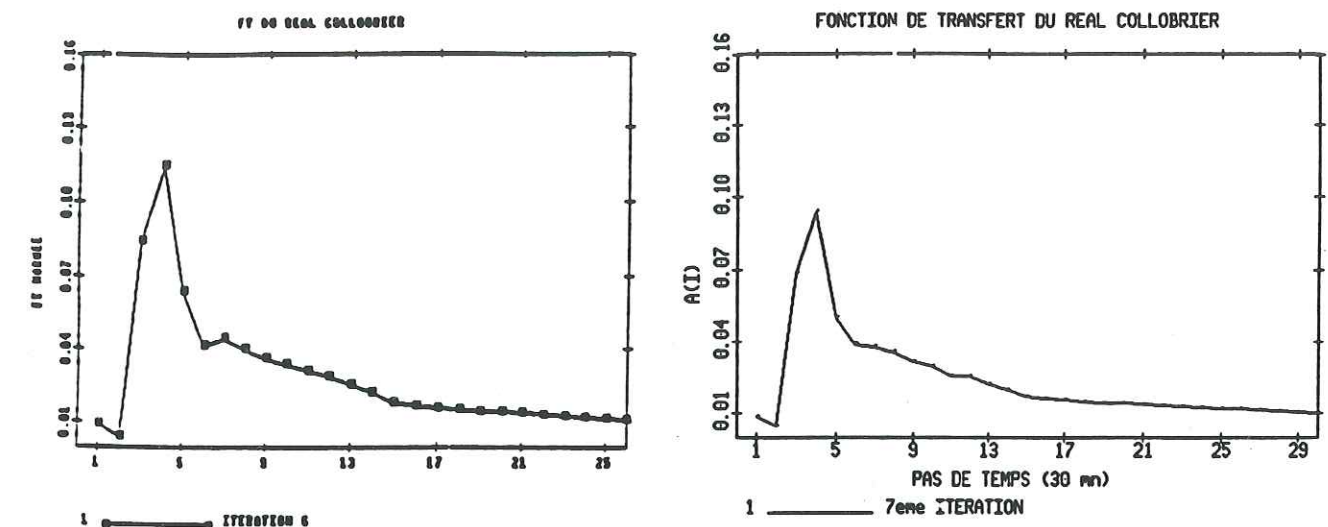 FT DU REAL COLLOBRIER
0.16
0.13
0.10
0.07
0.04
0.01
1 5 9 13 17 21 25
1 ITERATION 6
FONCTION DE TRANSFERT DU REAL COLLOBRIER
A(I)
0.16
0.13
0.10
0.07
0.04
0.01
1 5 9 13 17 21 25 29
PAS DE TEMPS (30 mn)
1 7eme ITERATION